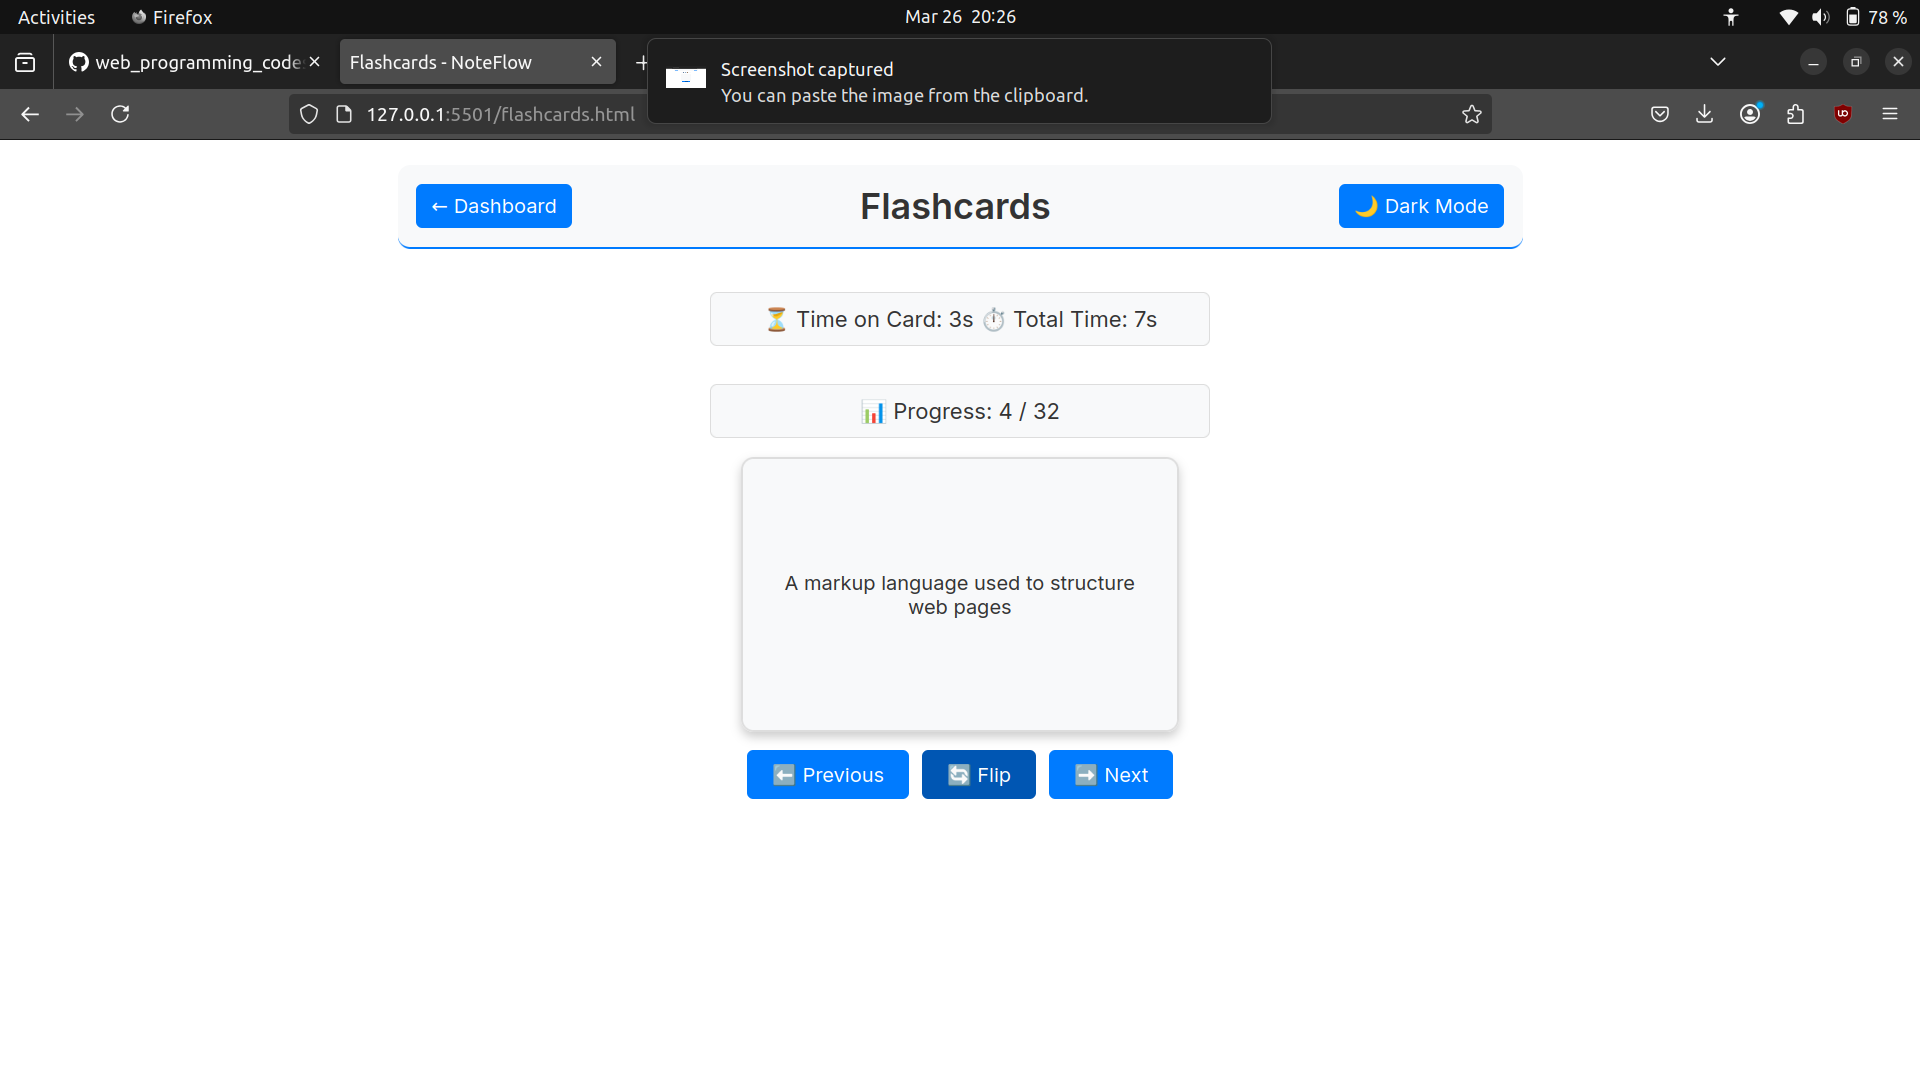 Activities
Firefox
Mar 26 20:26
78 %
web_programming_code
Flashcards - NoteFlow
Screenshot captured
You can paste the image from the clipboard.
127.0.0.1:5501/flashcards.html
← Dashboard
Flashcards
🌙 Dark Mode
⏳ Time on Card: 3s ⏱️ Total Time: 7s
📊 Progress: 4 / 32
A markup language used to structure
web pages
⬅️ Previous
🔄 Flip
➡️ Next